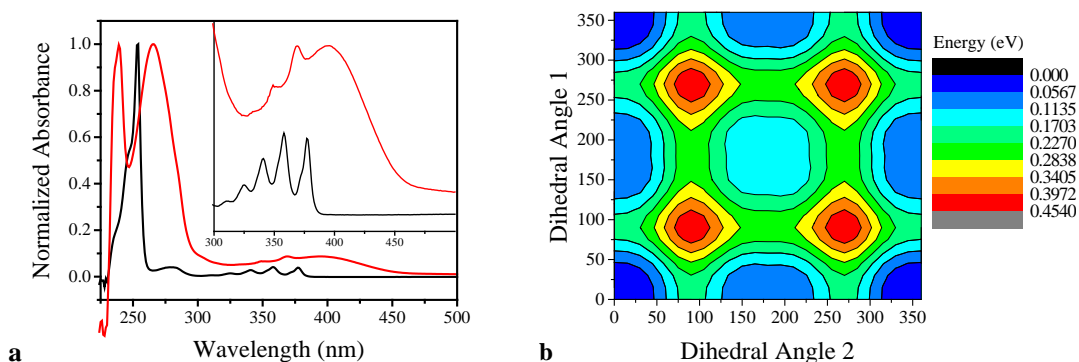 1.0
0.8
0.6
0.4
0.2
0.0
Normalized Absorbance
250 300 350 400 450 500
Wavelength (nm)
300 350 400 450
a
350
300
250
200
150
100
50
0
Dihedral Angle 1
0 50 100 150 200 250 300 350
Dihedral Angle 2
b
Energy (eV)
0.000
0.0567
0.1135
0.1703
0.2270
0.2838
0.3405
0.3972
0.4540